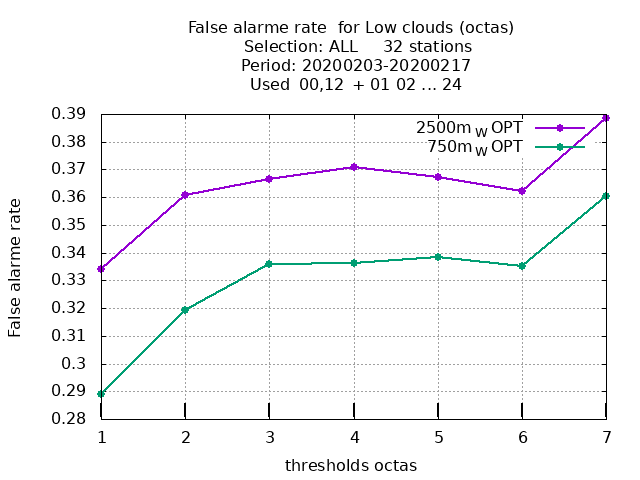 False alarme rate  for Low clouds (octas)
Selection: ALL     32 stations
Period: 20200203-20200217
Used  00,12  + 01 02 ... 24
2500m W OPT
750m W OPT
0.39
0.38
0.37
0.36
0.35
0.34
0.33
0.32
0.31
0.3
0.29
0.28
False alarme rate
1 2 3 4 5 6 7
thresholds octas